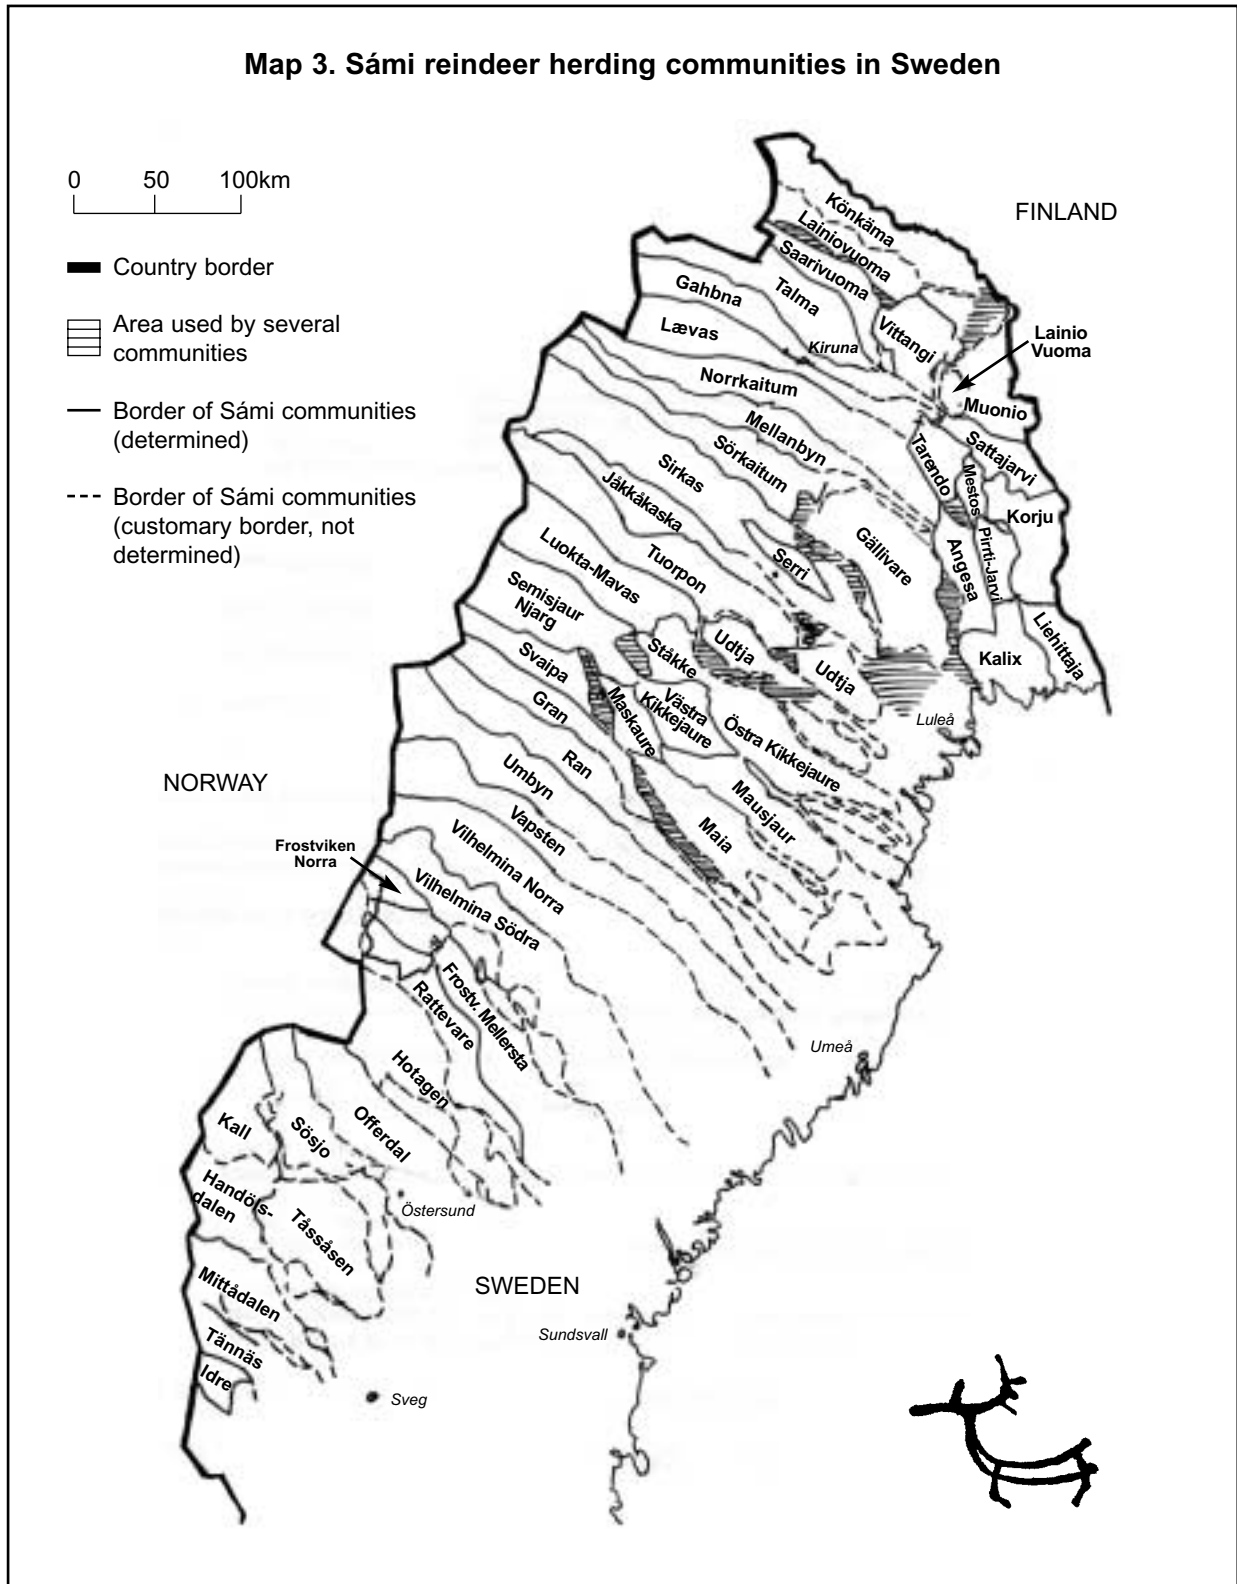 Map 3. Sámi reindeer herding communities in Sweden
0 50 100km
Country border
Area used by several
communities
Border of Sámi communities
(determined)
Border of Sámi communities
(customary border, not
determined)
FINLAND
NORWAY
SWEDEN
Könkäma
Lainiovuoma
Saarivuoma
Talma
Gahbna
Lævas
Kiruna
Vittangi
Lainio
Vuoma
Muonio
Norrkaitum
Mellanbyn
Sörkaitum
Sirkas
Jåkkåkaska
Tuorpon
Luokta-Mavas
Semisjaur
Njarg
Svaipa
Gran
Ran
Umbyn
Vapsten
Vilhelmina Norra
Vilhelmina Södra
Frostviken
Norra
Tarendo
Sattajarvi
Mestos
Korju
Pirrti-Jarvi
Angesa
Gällivare
Serri
Kalix
Liehittaja
Udtja
Udtja
Ståkke
Luleå
Maskaure
Västra
Kikkejaure
Östra Kikkejaure
Mausjaur
Maia
Frostv. Mellersta
Rattevare
Hotagen
Offerdal
Sösjo
Kall
Handöls-
dalen
Tåssåsen
Mittådalen
Tännäs
Idre
Umeå
Östersund
Sundsvall
Sveg